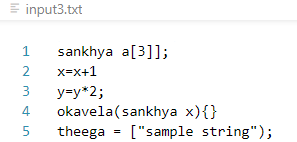 input3.txt
1 sankhya a[3]];
2 x=x+1
3 y=y*2;
4 okavela(sankhya x){}
5 theega = ["sample string");